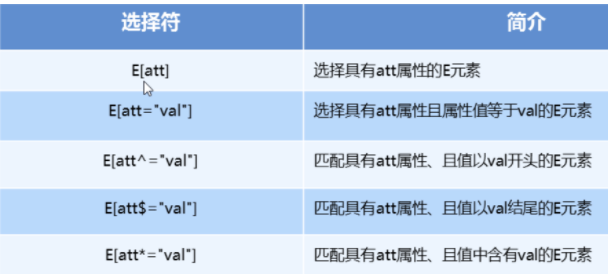 选择符 简介
E[att] 选择具有att属性的E元素
E[att="val"] 选择具有att属性且属性值等于val的E元素
E[att^="val"] 匹配具有att属性、且值以val开头的E元素
E[att$="val"] 匹配具有att属性、且值以val结尾的E元素
E[att*="val"] 匹配具有att属性、且值中含有val的E元素